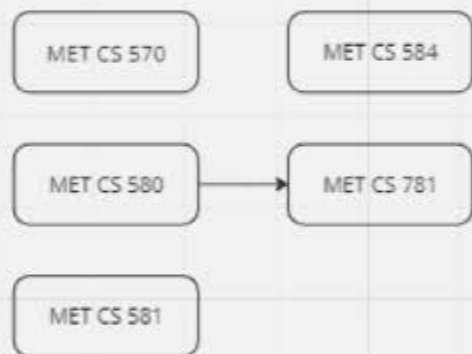 MET CS 570
MET CS 584
MET CS 580
MET CS 781
MET CS 581